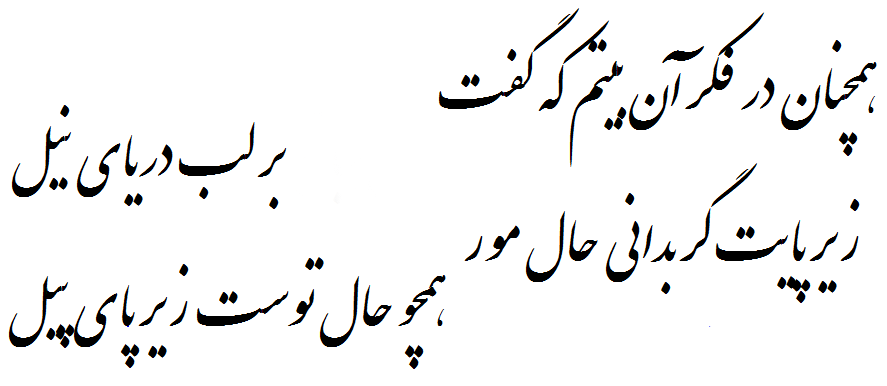 همچنان در فکر آن بیتم که گفت
بر لب دریای نیل
زیر پایت گر بدانی حال مور
همچو حال توست زیر پای پیل